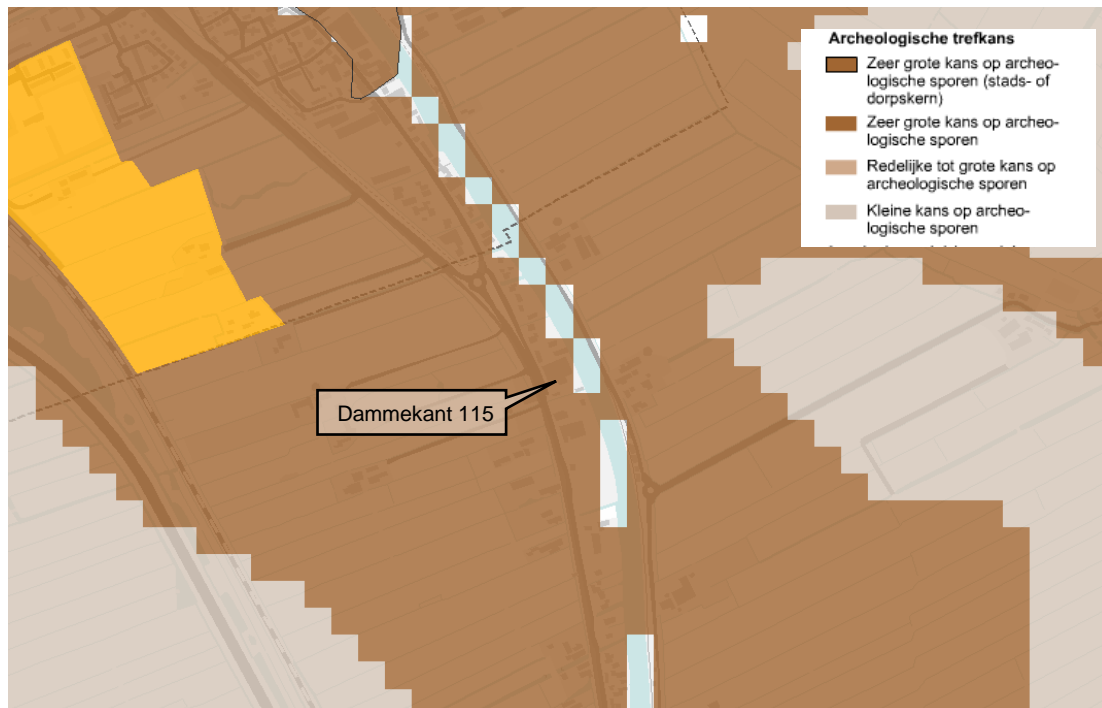 Archeologische trefkans
Zeer grote kans op archeo-
logische sporen (stads- of
dorpskern)
Zeer grote kans op archeo-
logische sporen
Redelijke tot grote kans op
archeologische sporen
Kleine kans op archeo-
logische sporen
Dammekant 115